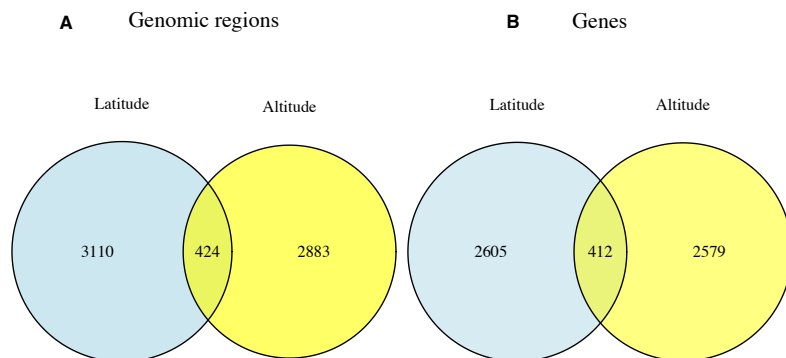 A Genomic regions
Latitude Altitude
3110 424 2883
B Genes
Latitude Altitude
2605 412 2579